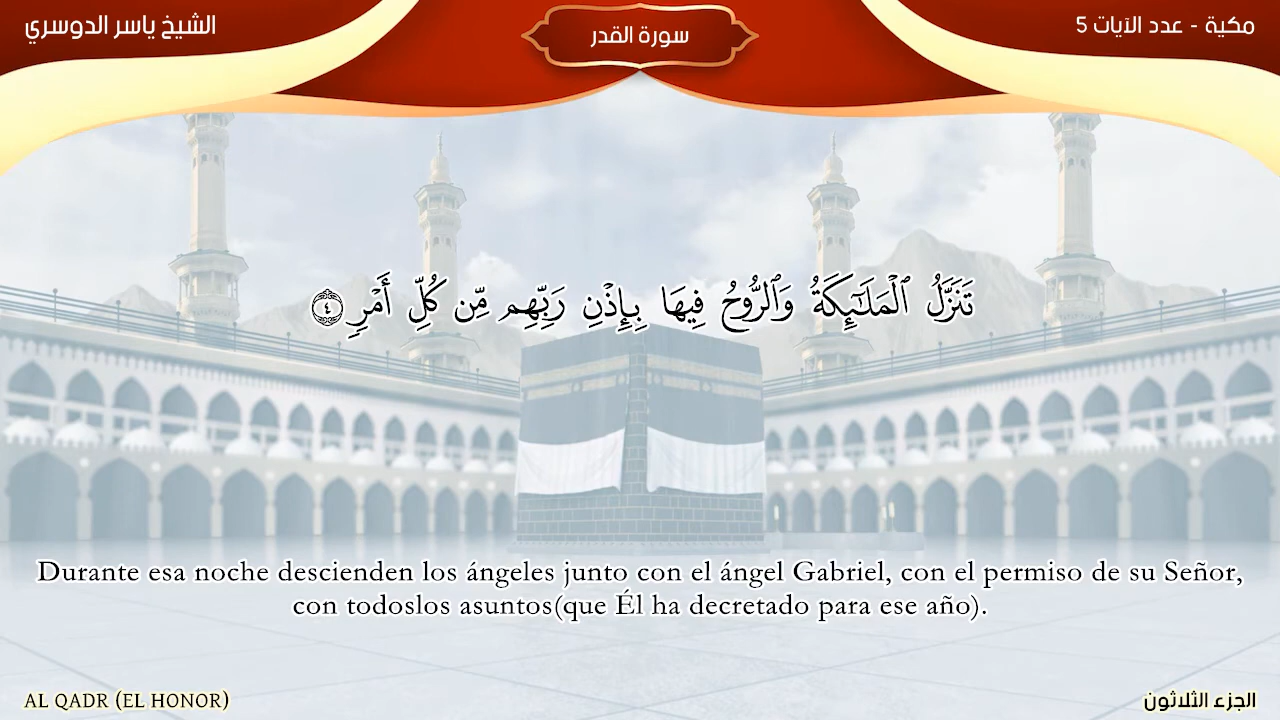 الشيخ ياسر الدوسري
سورة القدر
مكية - عدد الآيات 5
تَنَزَّلُ ٱلْمَلَـٰٓئِكَةُ وَٱلرُّوحُ فِيهَا بِإِذْنِ رَبِّهِم مِّن كُلِّ أَمْرٍ ٤
Durante esa noche descienden los ángeles junto con el ángel Gabriel, con el permiso de su Señor,
con todoslos asuntos(que Él ha decretado para ese año).
AL QADR (EL HONOR)
الجزء الثلاثون